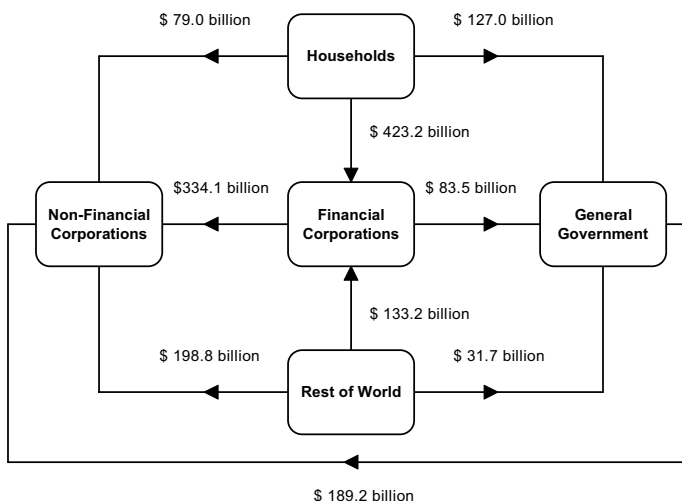 $ 79.0 billion
$ 127.0 billion
Households
$ 423.2 billion
$334.1 billion
$ 83.5 billion
Non-Financial
Corporations
Financial
Corporations
General
Government
$ 133.2 billion
$ 198.8 billion
$ 31.7 billion
Rest of World
$ 189.2 billion